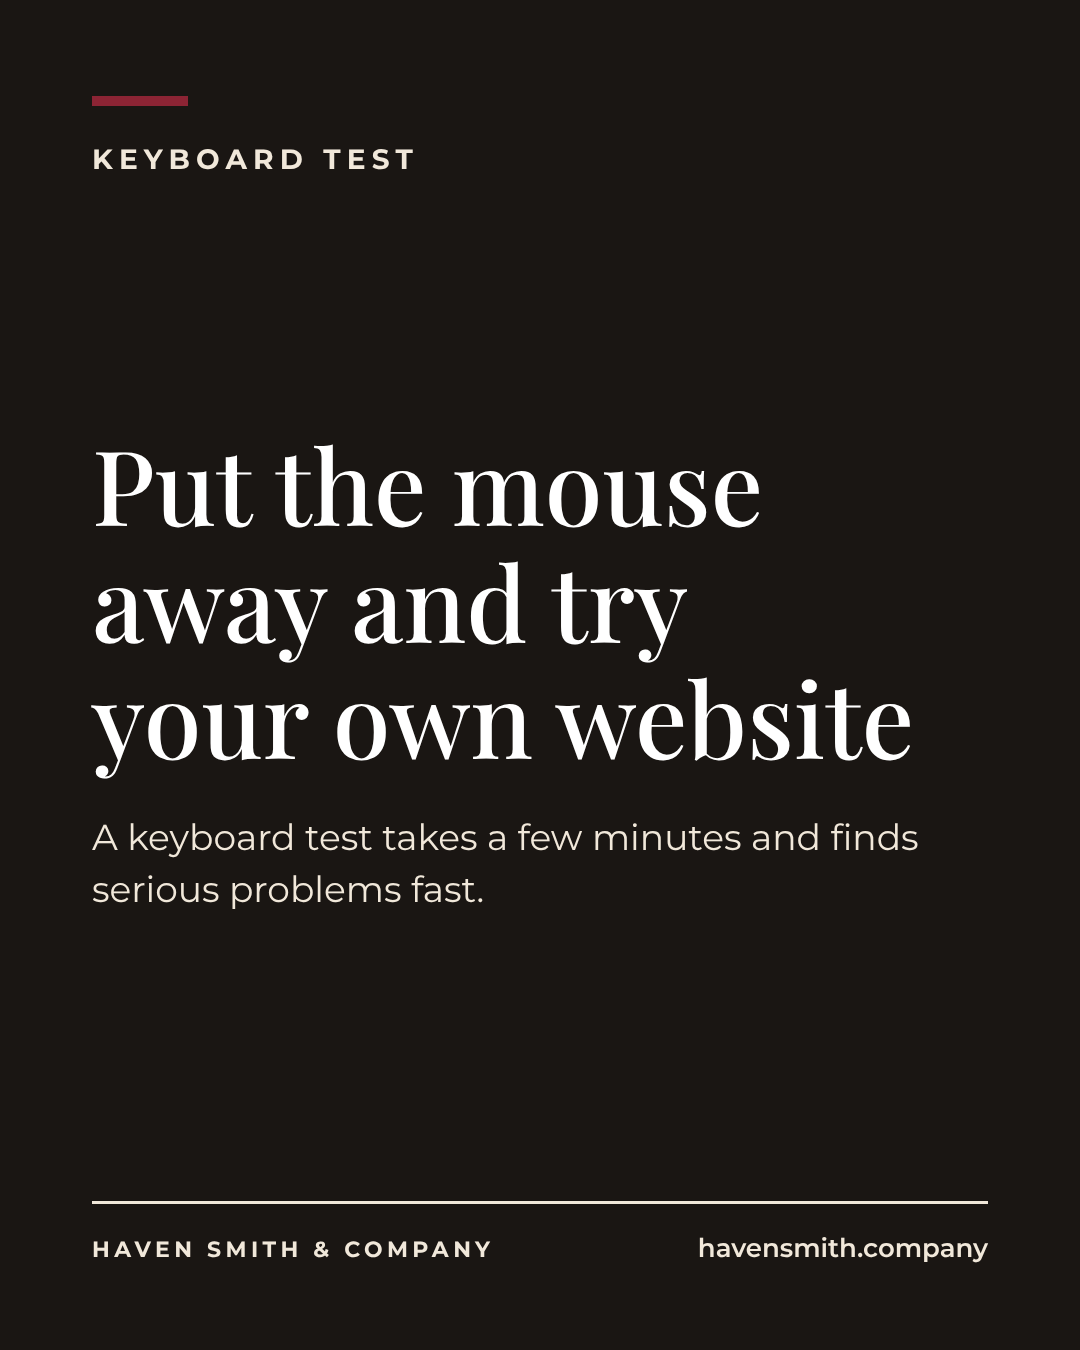 KEYBOARD TEST
Put the mouse
away and try
your own website
A keyboard test takes a few minutes and finds
serious problems fast.
HAVEN SMITH & COMPANY
havensmith.company